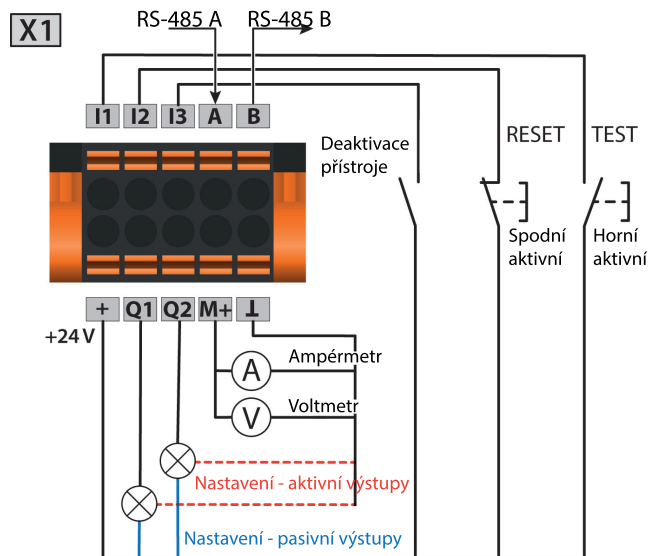 X1
RS-485 A
RS-485 B
I1 I2 I3 A B
Deaktivace
přístroje
RESET
TEST
Spodní
aktivní
Horní
aktivní
+ Q1 Q2 M+ ⊥
+24 V
Ampérmetr
A
Voltmetr
V
Nastavení - aktivní výstupy
Nastavení - pasivní výstupy